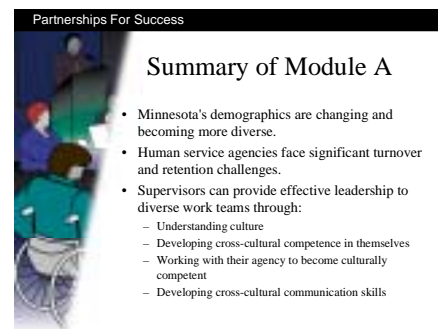 Partnerships For Success
Summary of Module A
• Minnesota's demographics are changing and
becoming more diverse.
• Human service agencies face significant turnover
and retention challenges.
• Supervisors can provide effective leadership to
diverse work teams through:
– Understanding culture
– Developing cross-cultural competence in themselves
– Working with their agency to become culturally
competent
– Developing cross-cultural communication skills